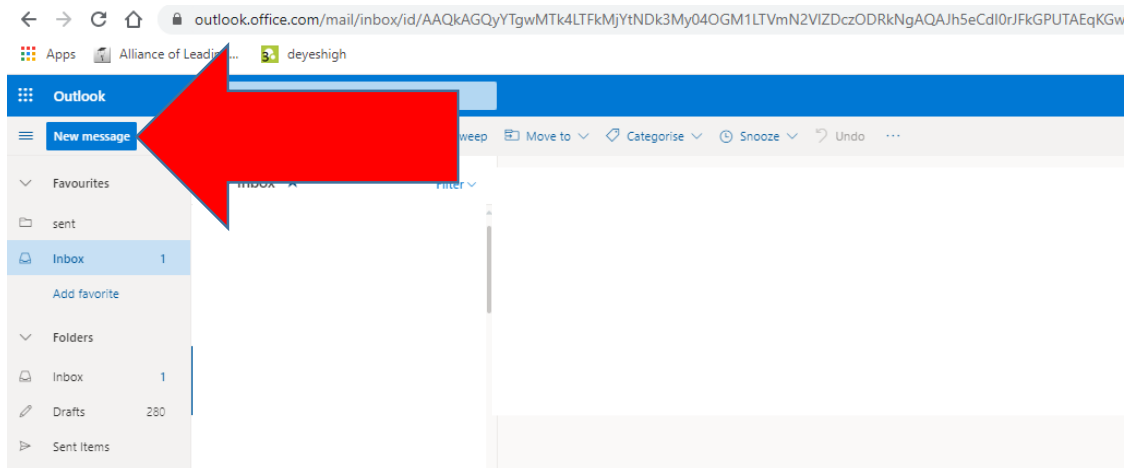 outlook.office.com/mail/inbox/id/AAQkAGQyYTgwMTk4LTFkMjYtNDk3My04OGM1LTVmN2VlZDczODRkNgAQAJh5eCdI0rJFkGPUTAEqKGw
Apps Alliance of Leadi... deyeshigh
Outlook
New message weep Move to Categorise Snooze Undo ...
Favourites Inbox Filter
sent
Inbox 1
Add favorite
Folders
Inbox 1
Drafts 280
Sent Items